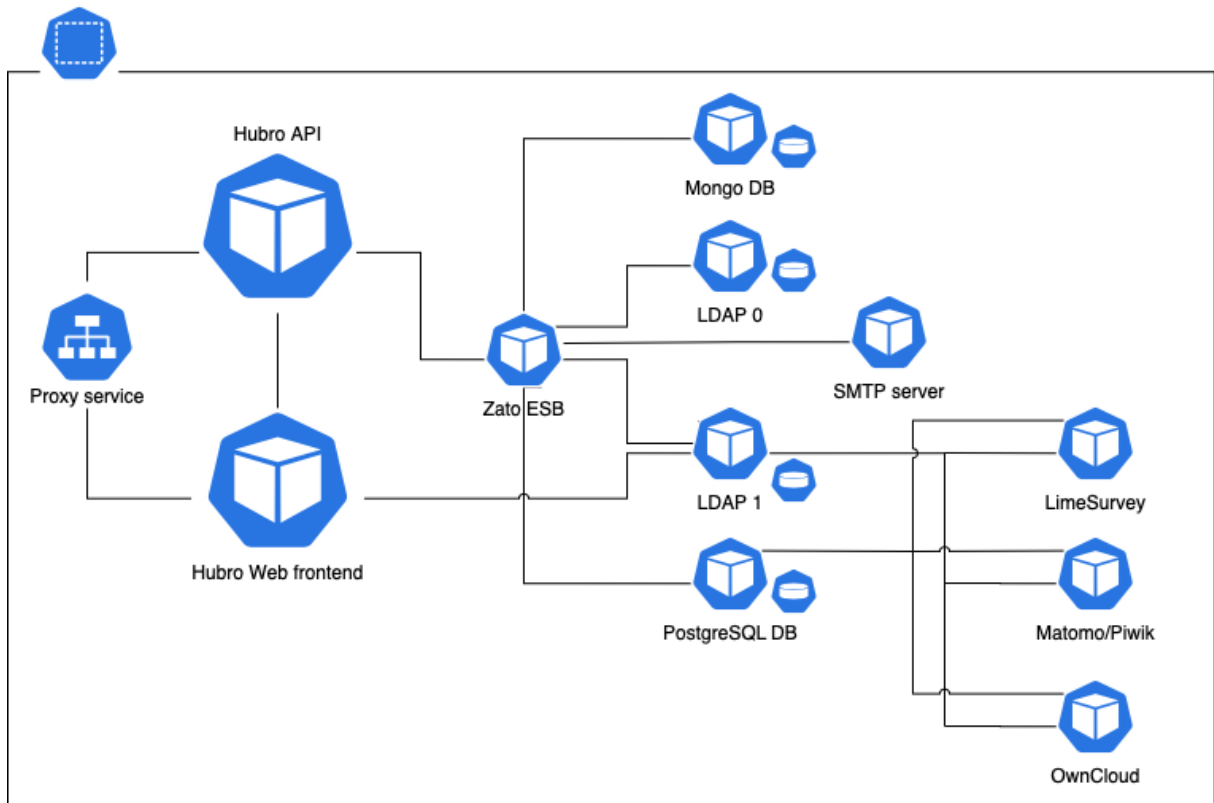 Hubro API
Mongo DB
LDAP 0
Proxy service
Zato ESB
SMTP server
LDAP 1
LimeSurvey
Hubro Web frontend
PostgreSQL DB
Matomo/Piwik
OwnCloud